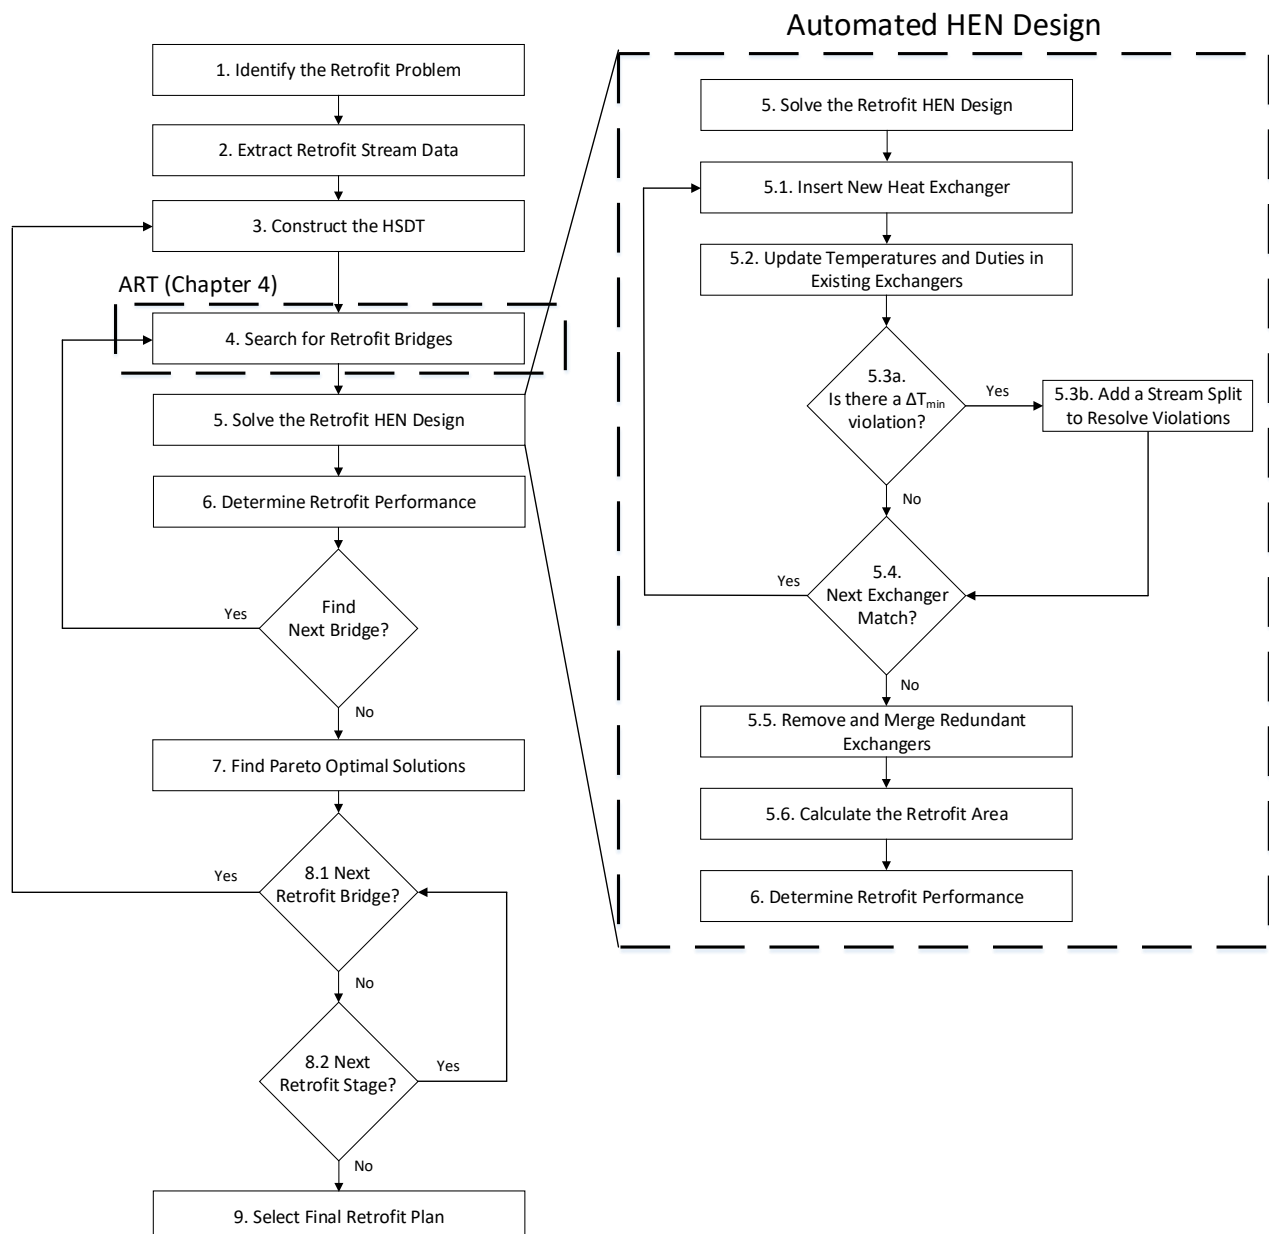 Automated HEN Design
1. Identify the Retrofit Problem
2. Extract Retrofit Stream Data
3. Construct the HSDT
ART (Chapter 4)
4. Search for Retrofit Bridges
5. Solve the Retrofit HEN Design
6. Determine Retrofit Performance
Find
Next Bridge?
Yes
No
7. Find Pareto Optimal Solutions
8.1 Next
Retrofit Bridge?
Yes
No
8.2 Next
Retrofit Stage?
Yes
No
9. Select Final Retrofit Plan
5. Solve the Retrofit HEN Design
5.1. Insert New Heat Exchanger
5.2. Update Temperatures and Duties in
Existing Exchangers
5.3a.
Is there a ΔTmin
violation?
Yes
5.3b. Add a Stream Split
to Resolve Violations
No
5.4.
Next Exchanger
Match?
Yes
No
5.5. Remove and Merge Redundant
Exchangers
5.6. Calculate the Retrofit Area
6. Determine Retrofit Performance